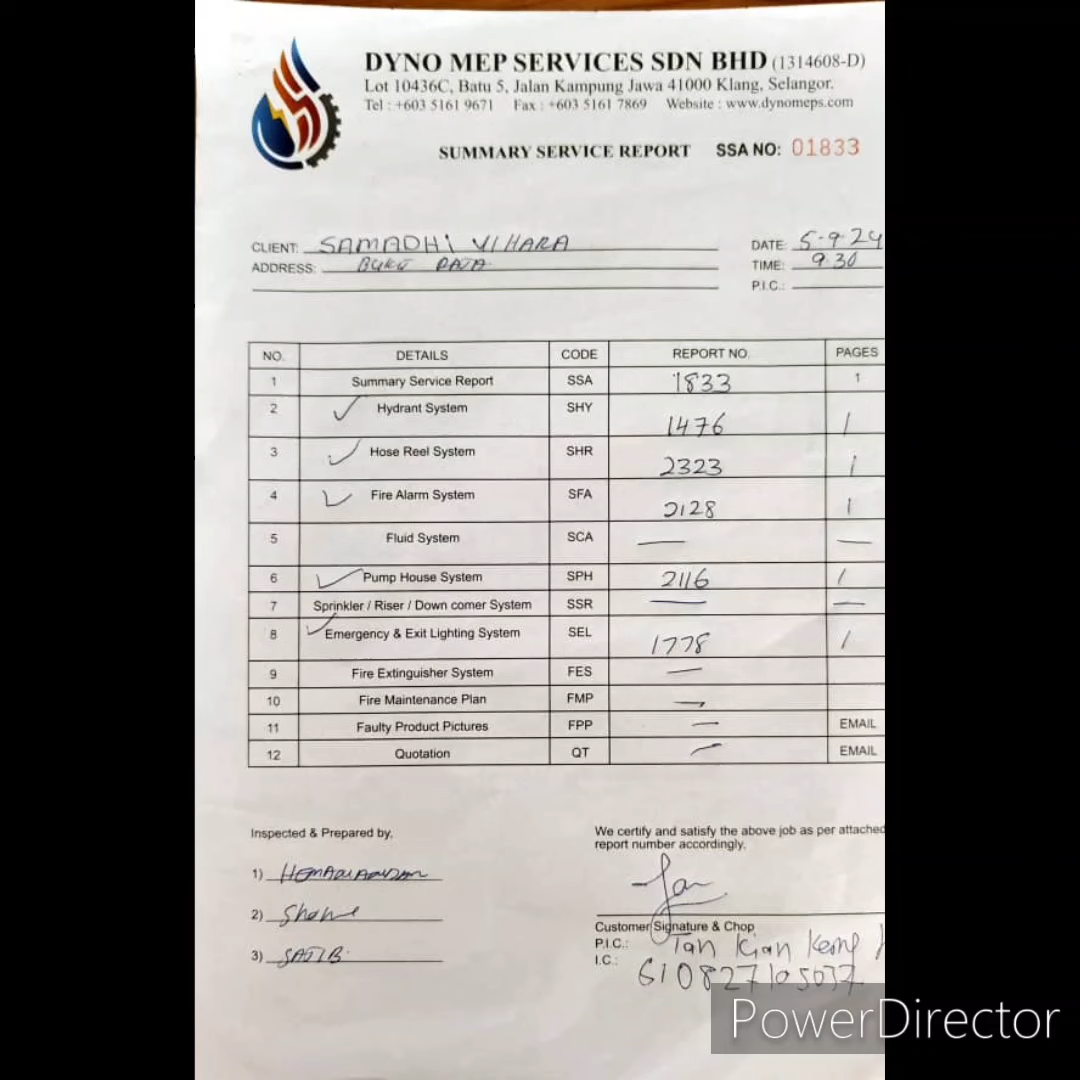 DYNO MEP SERVICES SDN BHD (1314608-D)
Lot 10436C, Batu 5, Jalan Kampung Jawa 41000 Klang, Selangor.
Tel : +603 5161 9671 Fax : +603 5161 7869 Website : www.dynomeps.com
SUMMARY SERVICE REPORT SSA NO: 01833
CLIENT: SAMADHI VIHARA DATE: 5-9-24
ADDRESS: BUKU RAJA TIME: 9.30
P.I.C.:
NO. DETAILS CODE REPORT NO. PAGES
1 Summary Service Report SSA 1833 1
2 ✓ Hydrant System SHY 1476 1
3 ✓ Hose Reel System SHR 2323 1
4 ✓ Fire Alarm System SFA 2128 1
5 Fluid System SCA — —
6 ✓ Pump House System SPH 2116 1
7 Sprinkler / Riser / Down comer System SSR — —
8 ✓ Emergency & Exit Lighting System SEL 1778 1
9 Fire Extinguisher System FES —
10 Fire Maintenance Plan FMP —
11 Faulty Product Pictures FPP — EMAIL
12 Quotation QT — EMAIL
Inspected & Prepared by, We certify and satisfy the above job as per attached
report number accordingly.
1)
2)
3) SATIB
Customer Signature & Chop
P.I.C.: Tan Kian Keong
I.C.: 610827105037
PowerDirector